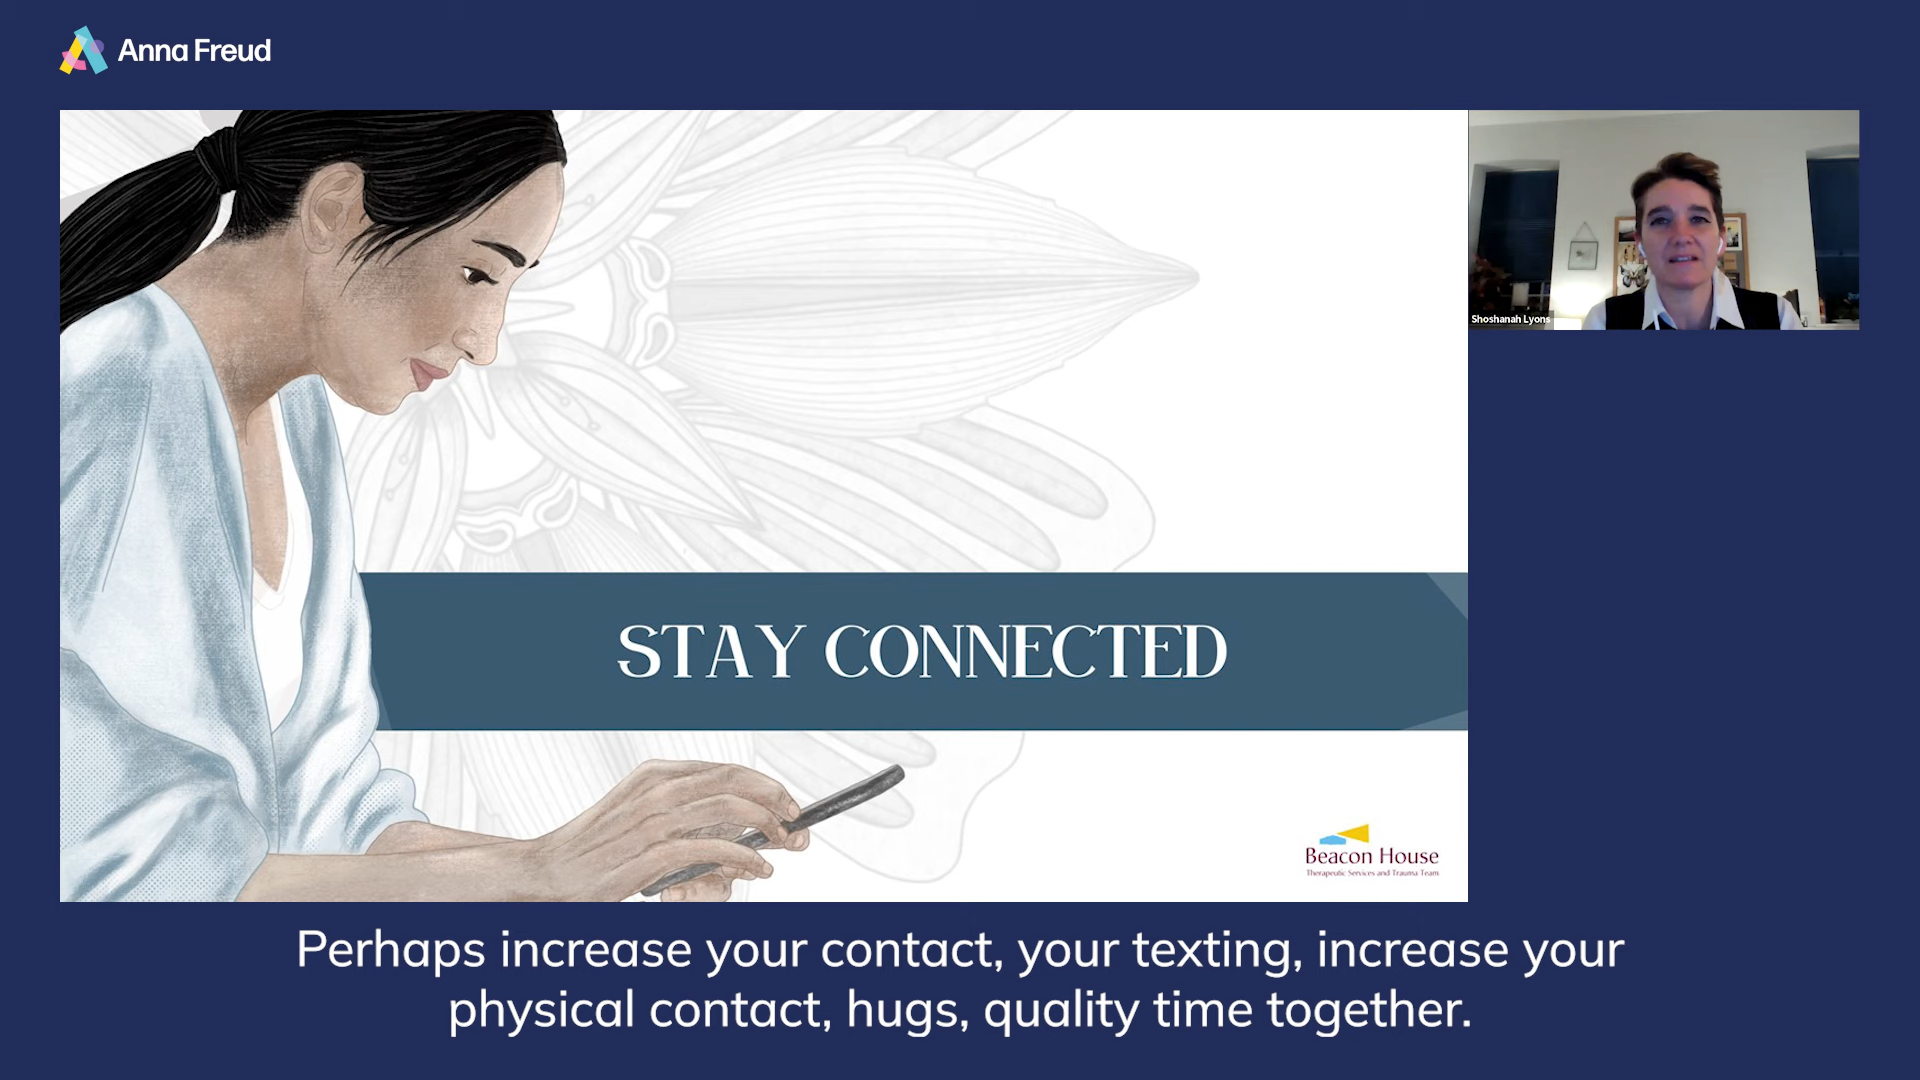 Anna Freud
Shoshanah Lyons
STAY CONNECTED
Beacon House
Therapeutic Services and Trauma Team
Perhaps increase your contact, your texting, increase your
physical contact, hugs, quality time together.